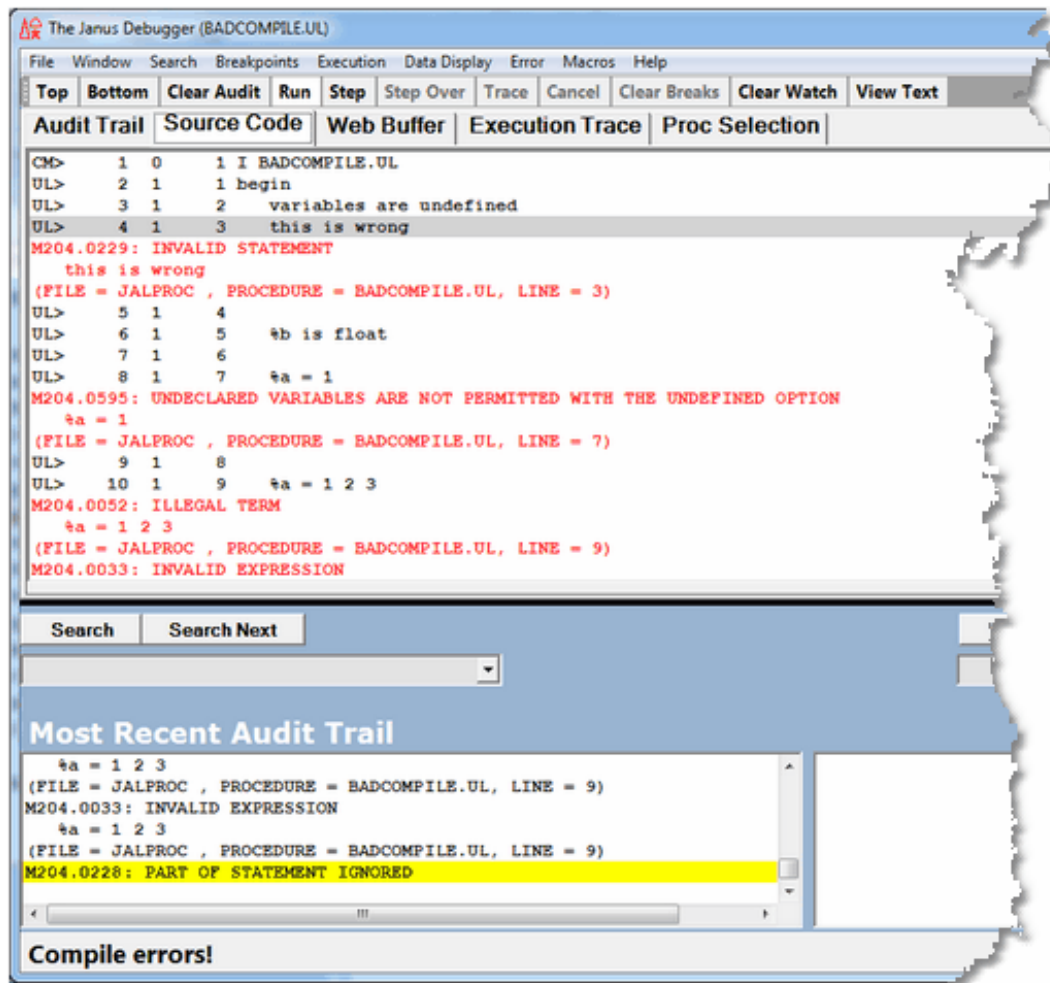 The Janus Debugger (BADCOMPILE.UL)
File Window Search Breakpoints Execution Data Display Error Macros Help
Top Bottom Clear Audit Run Step Step Over Trace Cancel Clear Breaks Clear Watch View Text
Audit Trail Source Code Web Buffer Execution Trace Proc Selection
CM> 1 0 1 I BADCOMPILE.UL
UL> 2 1 1 begin
UL> 3 1 2 variables are undefined
UL> 4 1 3 this is wrong
M204.0229: INVALID STATEMENT
this is wrong
(FILE = JALPROC , PROCEDURE = BADCOMPILE.UL, LINE = 3)
UL> 5 1 4
UL> 6 1 5 %b is float
UL> 7 1 6
UL> 8 1 7 %a = 1
M204.0595: UNDECLARED VARIABLES ARE NOT PERMITTED WITH THE UNDEFINED OPTION
%a = 1
(FILE = JALPROC , PROCEDURE = BADCOMPILE.UL, LINE = 7)
UL> 9 1 8
UL> 10 1 9 %a = 1 2 3
M204.0052: ILLEGAL TERM
%a = 1 2 3
(FILE = JALPROC , PROCEDURE = BADCOMPILE.UL, LINE = 9)
M204.0033: INVALID EXPRESSION
Search Search Next
Most Recent Audit Trail
%a = 1 2 3
(FILE = JALPROC , PROCEDURE = BADCOMPILE.UL, LINE = 9)
M204.0033: INVALID EXPRESSION
%a = 1 2 3
(FILE = JALPROC , PROCEDURE = BADCOMPILE.UL, LINE = 9)
M204.0228: PART OF STATEMENT IGNORED
Compile errors!